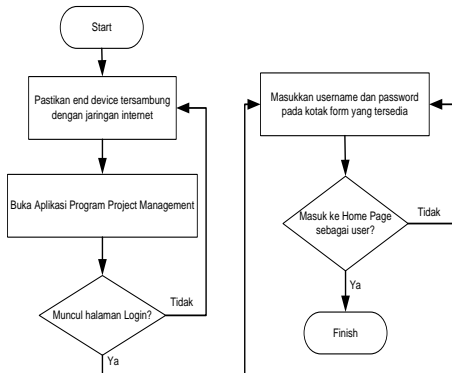 Start
Pastikan end device tersambung
dengan jaringan internet
Buka Aplikasi Program Project Management
Muncul halaman Login?
Tidak
Ya
Masukkan username dan password
pada kotak form yang tersedia
Masuk ke Home Page
sebagai user?
Tidak
Ya
Finish